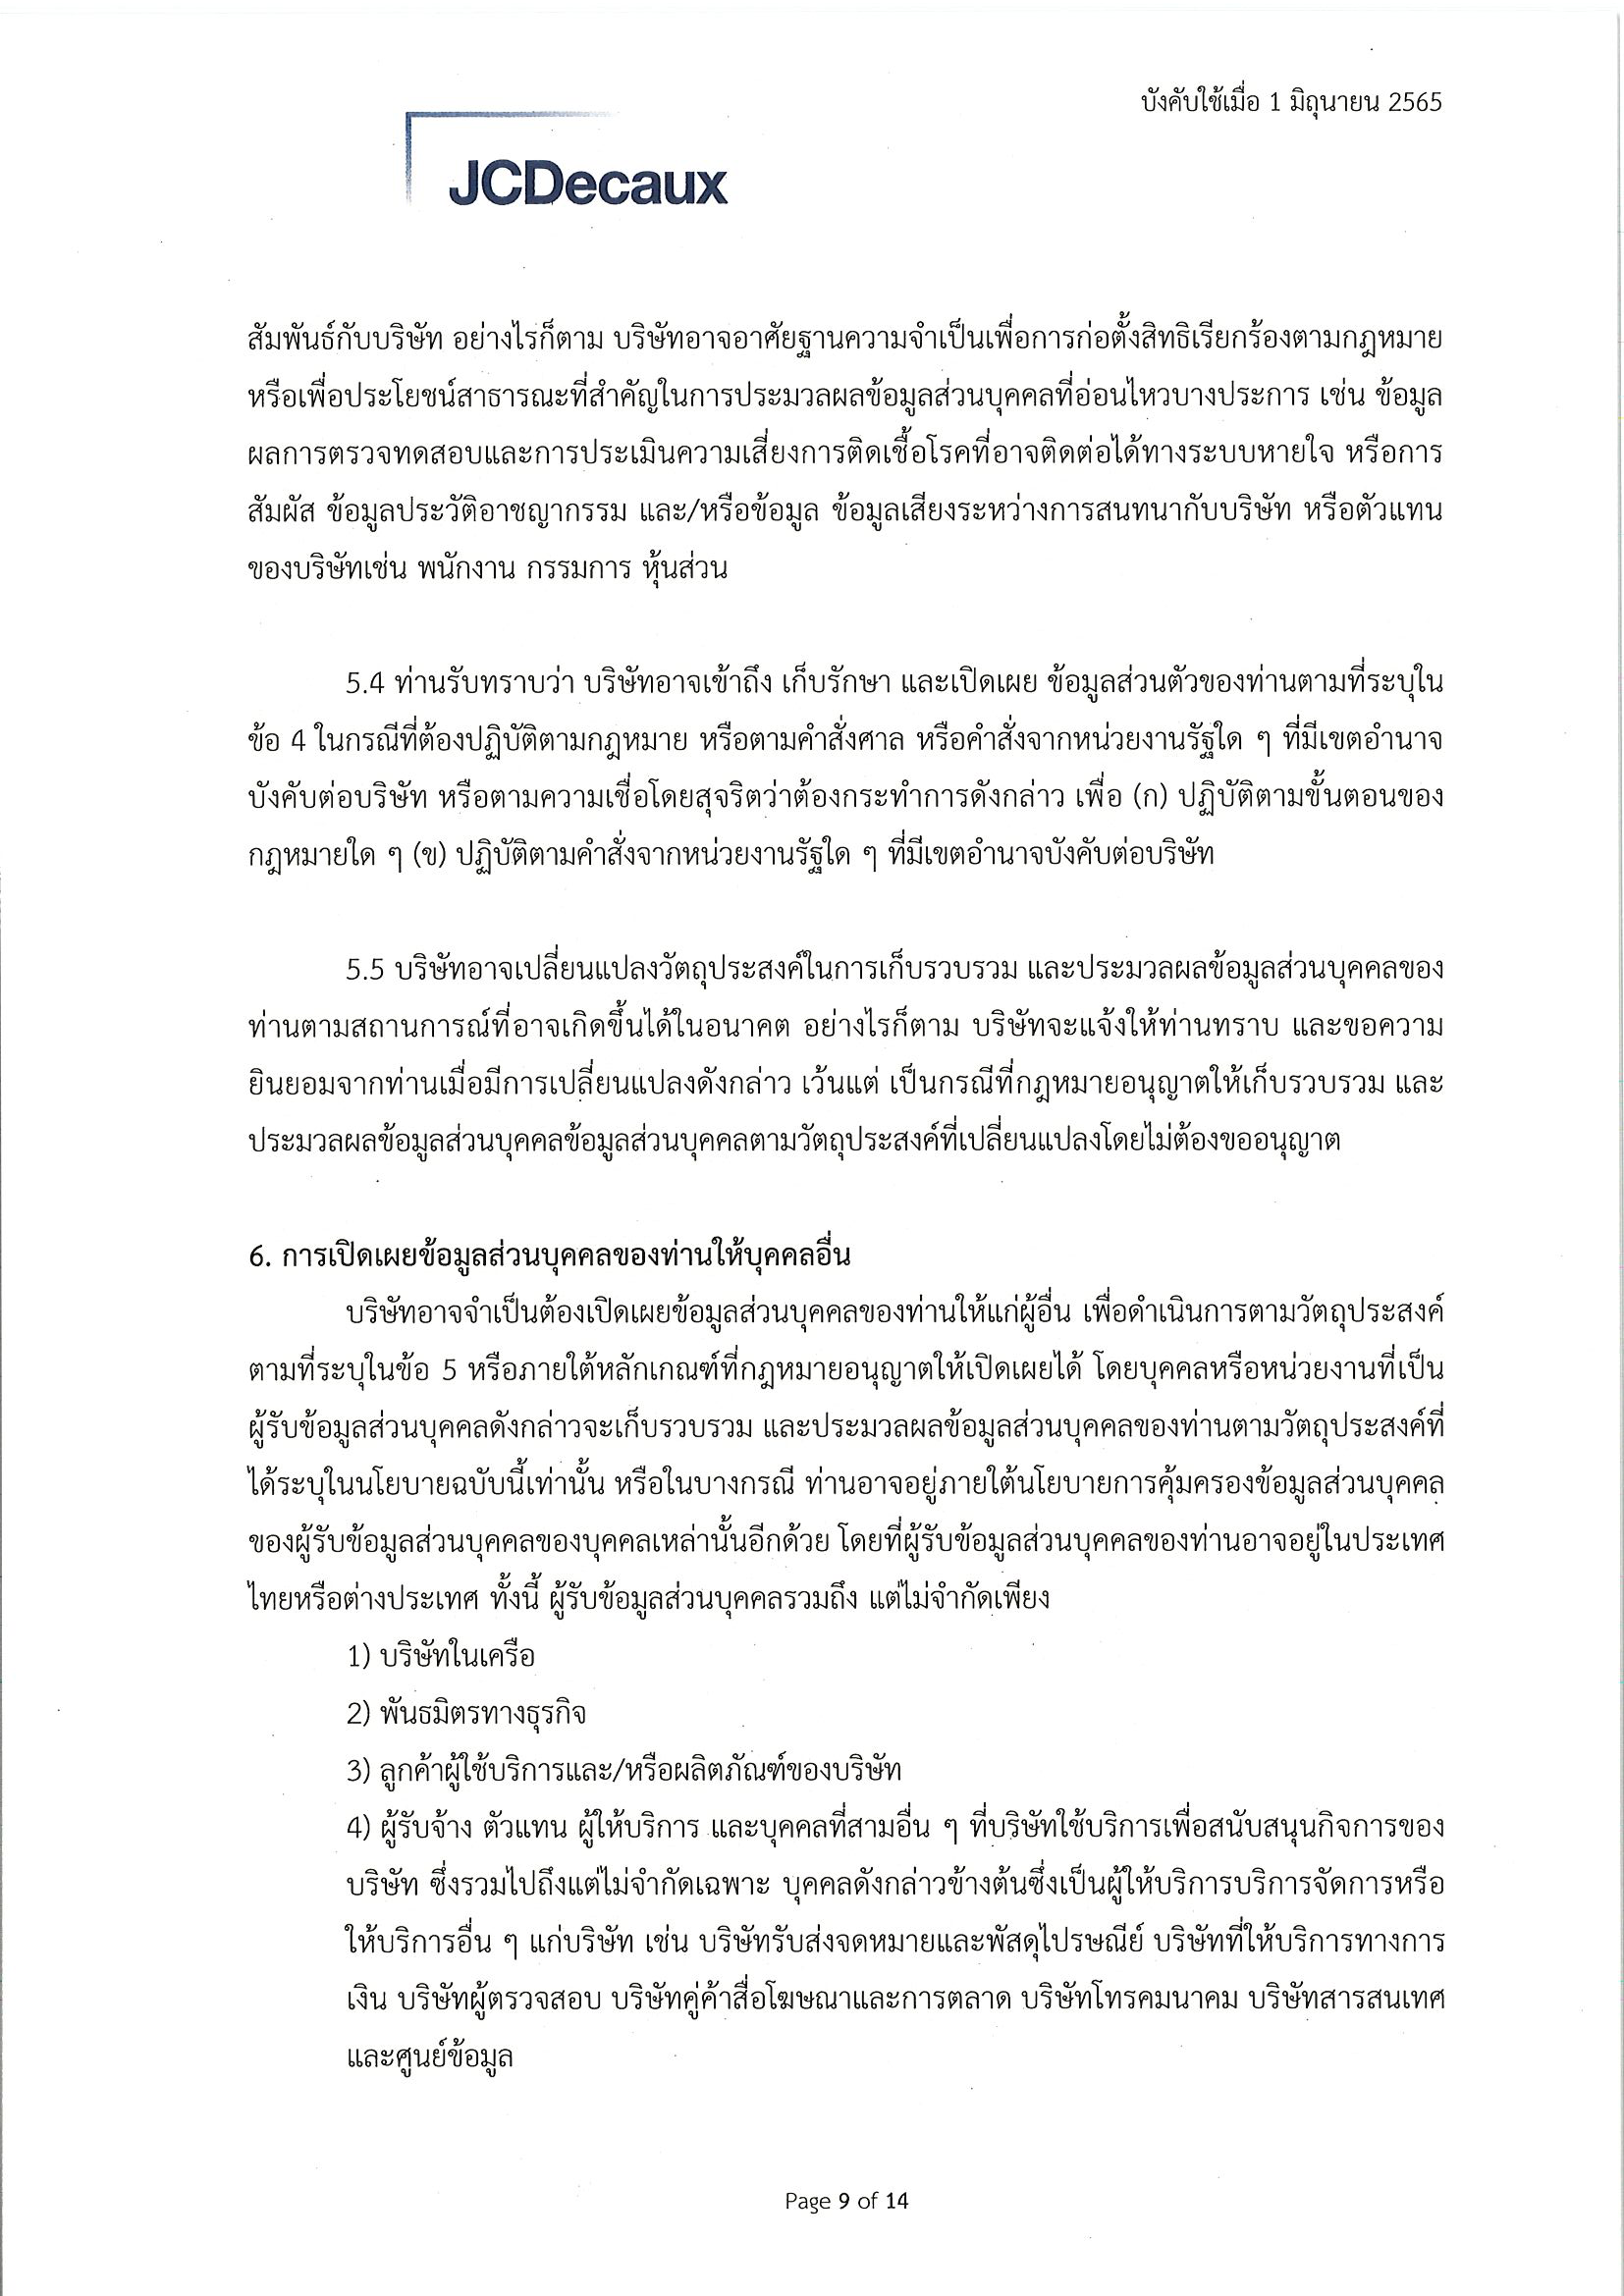 บังคับใช้เมื่อ 1 มิถุนายน 2565
JCDecaux
สัมพันธ์กับบริษัท อย่างไรก็ตาม บริษัทอาจอาศัยฐานความจำเป็นเพื่อการก่อตั้งสิทธิเรียกร้องตามกฎหมาย
หรือเพื่อประโยชน์สาธารณะที่สำคัญในการประมวลผลข้อมูลส่วนบุคคลที่อ่อนไหวบางประการ เช่น ข้อมูล
ผลการตรวจทดสอบและการประเมินความเสี่ยงการติดเชื้อโรคที่อาจติดต่อได้ทางระบบหายใจ หรือการ
สัมผัส ข้อมูลประวัติอาชญากรรม และ/หรือข้อมูล ข้อมูลเสียงระหว่างการสนทนากับบริษัท หรือตัวแทน
ของบริษัทเช่น พนักงาน กรรมการ หุ้นส่วน
5.4 ท่านรับทราบว่า บริษัทอาจเข้าถึง เก็บรักษา และเปิดเผย ข้อมูลส่วนตัวของท่านตามที่ระบุใน
ข้อ 4 ในกรณีที่ต้องปฏิบัติตามกฎหมาย หรือตามคำสั่งศาล หรือคำสั่งจากหน่วยงานรัฐใด ๆ ที่มีเขตอำนาจ
บังคับต่อบริษัท หรือตามความเชื่อโดยสุจริตว่าต้องกระทำการดังกล่าว เพื่อ (ก) ปฏิบัติตามขั้นตอนของ
กฎหมายใด ๆ (ข) ปฏิบัติตามคำสั่งจากหน่วยงานรัฐใด ๆ ที่มีเขตอำนาจบังคับต่อบริษัท
5.5 บริษัทอาจเปลี่ยนแปลงวัตถุประสงค์ในการเก็บรวบรวม และประมวลผลข้อมูลส่วนบุคคลของ
ท่านตามสถานการณ์ที่อาจเกิดขึ้นได้ในอนาคต อย่างไรก็ตาม บริษัทจะแจ้งให้ท่านทราบ และขอความ
ยินยอมจากท่านเมื่อมีการเปลี่ยนแปลงดังกล่าว เว้นแต่ เป็นกรณีที่กฎหมายอนุญาตให้เก็บรวบรวม และ
ประมวลผลข้อมูลส่วนบุคคลข้อมูลส่วนบุคคลตามวัตถุประสงค์ที่เปลี่ยนแปลงโดยไม่ต้องขออนุญาต
6. การเปิดเผยข้อมูลส่วนบุคคลของท่านให้บุคคลอื่น
บริษัทอาจจำเป็นต้องเปิดเผยข้อมูลส่วนบุคคลของท่านให้แก่ผู้อื่น เพื่อดำเนินการตามวัตถุประสงค์
ตามที่ระบุในข้อ 5 หรือภายใต้หลักเกณฑ์ที่กฎหมายอนุญาตให้เปิดเผยได้ โดยบุคคลหรือหน่วยงานที่เป็น
ผู้รับข้อมูลส่วนบุคคลดังกล่าวจะเก็บรวบรวม และประมวลผลข้อมูลส่วนบุคคลของท่านตามวัตถุประสงค์ที่
ได้ระบุในนโยบายฉบับนี้เท่านั้น หรือในบางกรณี ท่านอาจอยู่ภายใต้นโยบายการคุ้มครองข้อมูลส่วนบุคคล
ของผู้รับข้อมูลส่วนบุคคลของบุคคลเหล่านั้นอีกด้วย โดยที่ผู้รับข้อมูลส่วนบุคคลของท่านอาจอยู่ในประเทศ
ไทยหรือต่างประเทศ ทั้งนี้ ผู้รับข้อมูลส่วนบุคคลรวมถึง แต่ไม่จำกัดเพียง
1) บริษัทในเครือ
2) พันธมิตรทางธุรกิจ
3) ลูกค้าผู้ใช้บริการและ/หรือผลิตภัณฑ์ของบริษัท
4) ผู้รับจ้าง ตัวแทน ผู้ให้บริการ และบุคคลที่สามอื่น ๆ ที่บริษัทใช้บริการเพื่อสนับสนุนกิจการของ
บริษัท ซึ่งรวมไปถึงแต่ไม่จำกัดเฉพาะ บุคคลดังกล่าวข้างต้นซึ่งเป็นผู้ให้บริการบริการจัดการหรือ
ให้บริการอื่น ๆ แก่บริษัท เช่น บริษัทรับส่งจดหมายและพัสดุไปรษณีย์ บริษัทที่ให้บริการทางการ
เงิน บริษัทผู้ตรวจสอบ บริษัทคู่ค้าสื่อโฆษณาและการตลาด บริษัทโทรคมนาคม บริษัทสารสนเทศ
และศูนย์ข้อมูล
Page 9 of 14